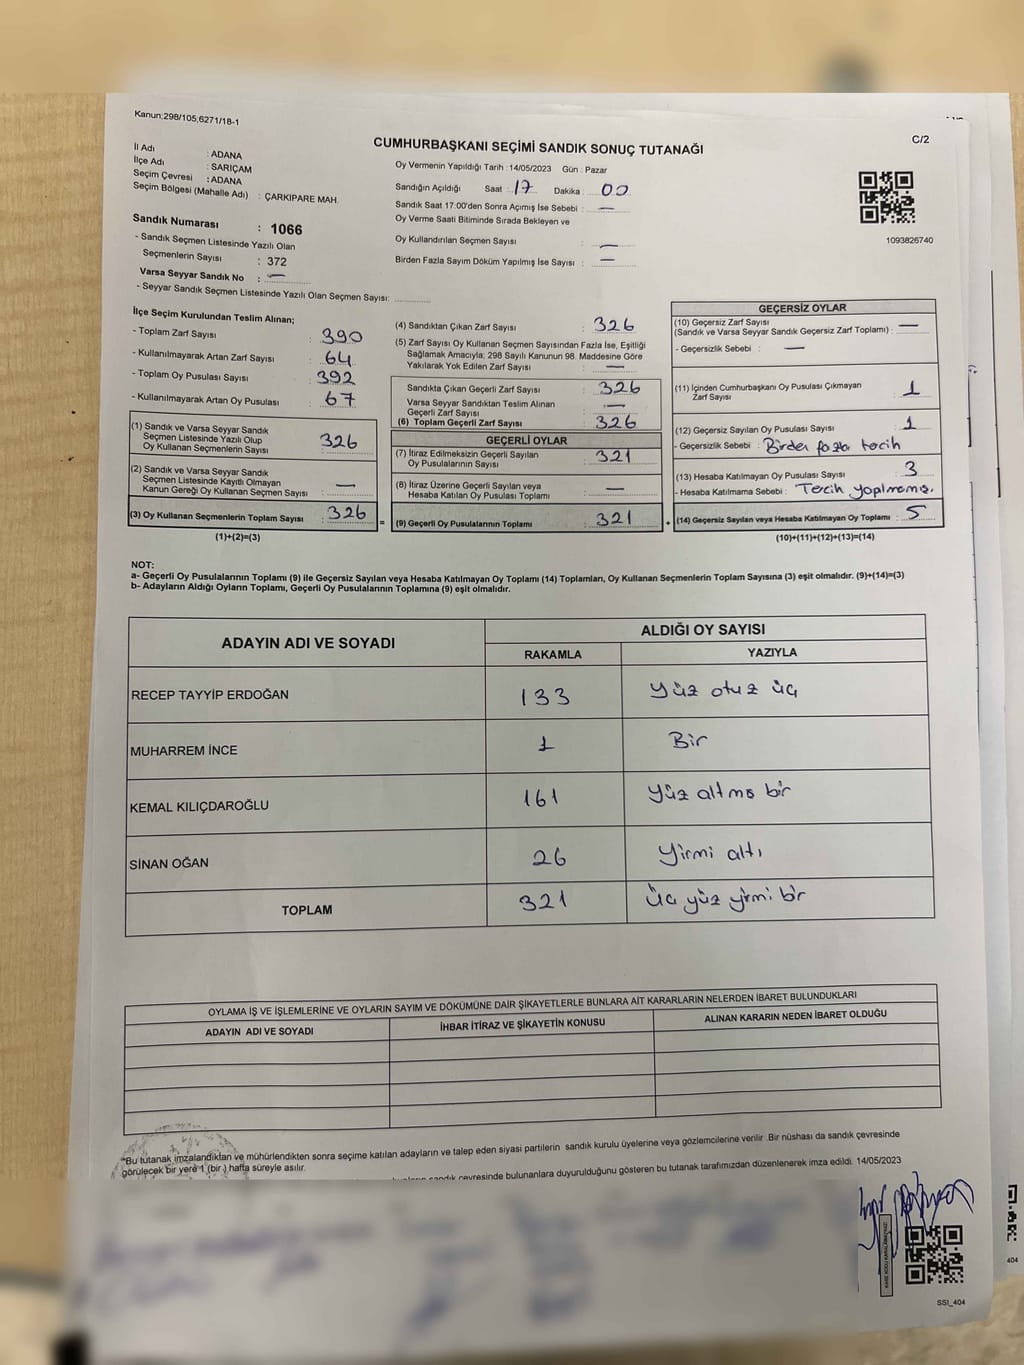 Kanun:298/105;6271/18-1
C/2
CUMHURBAŞKANI SEÇİMİ SANDIK SONUÇ TUTANAĞI
İl Adı : ADANA
İlçe Adı : SARIÇAM
Seçim Çevresi : ADANA
Seçim Bölgesi (Mahalle Adı) : ÇARKIPARE MAH.
Sandık Numarası : 1066
- Sandık Seçmen Listesinde Yazılı Olan
Seçmenlerin Sayısı : 372
Varsa Seyyar Sandık No : —
- Seyyar Sandık Seçmen Listesinde Yazılı Olan Seçmen Sayısı:
Oy Vermenin Yapıldığı Tarih :14/05/2023 Gün : Pazar
Sandığın Açıldığı Saat : 17 Dakika : 00
Sandık Saat 17.00'den Sonra Açımış İse Sebebi : —
Oy Verme Saati Bitiminde Sırada Bekleyen ve
Oy Kullandırılan Seçmen Sayısı : —
Birden Fazla Sayım Döküm Yapılmış İse Sayısı : —
1093826740
İlçe Seçim Kurulundan Teslim Alınan;
- Toplam Zarf Sayısı : 390
- Kullanılmayarak Artan Zarf Sayısı : 64
- Toplam Oy Pusulası Sayısı : 392
- Kullanılmayarak Artan Oy Pusulası : 67
(1) Sandık ve Varsa Seyyar Sandık
Seçmen Listesinde Yazılı Olup
Oy Kullanan Seçmenlerin Sayısı : 326
(2) Sandık ve Varsa Seyyar Sandık
Seçmen Listesinde Kayıtlı Olmayan
Kanun Gereği Oy Kullanan Seçmen Sayısı : —
(3) Oy Kullanan Seçmenlerin Toplam Sayısı : 326
(1)+(2)=(3)
=
(4) Sandıktan Çıkan Zarf Sayısı : 326
(5) Zarf Sayısı Oy Kullanan Seçmen Sayısından Fazla İse, Eşitliği
Sağlamak Amacıyla; 298 Sayılı Kanunun 98. Maddesine Göre
Yakılarak Yok Edilen Zarf Sayısı : —
Sandıkta Çıkan Geçerli Zarf Sayısı : 326
Varsa Seyyar Sandıktan Teslim Alınan
Geçerli Zarf Sayısı : —
(6) Toplam Geçerli Zarf Sayısı : 326
GEÇERLİ OYLAR
(7) İtiraz Edilmeksizin Geçerli Sayılan
Oy Pusulalarının Sayısı : 321
(8) İtiraz Üzerine Geçerli Sayılan veya
Hesaba Katılan Oy Pusulası Toplamı : —
(9) Geçerli Oy Pusulalarının Toplamı : 321
+
GEÇERSİZ OYLAR
(10) Geçersiz Zarf Sayısı
(Sandık ve Varsa Seyyar Sandık Geçersiz Zarf Toplamı) : —
- Geçersizlik Sebebi : —
(11) İçinden Cumhurbaşkanı Oy Pusulası Çıkmayan
Zarf Sayısı : 1
(12) Geçersiz Sayılan Oy Pusulası Sayısı : 1
- Geçersizlik Sebebi : Birden fazla tercih
(13) Hesaba Katılmayan Oy Pusulası Sayısı : 3
- Hesaba Katılmama Sebebi : Tercih yapılmamış.
(14) Geçersiz Sayılan veya Hesaba Katılmayan Oy Toplamı : 5
(10)+(11)+(12)+(13)=(14)
NOT:
a- Geçerli Oy Pusulalarının Toplamı (9) ile Geçersiz Sayılan veya Hesaba Katılmayan Oy Toplamı (14) Toplamları, Oy Kullanan Seçmenlerin Toplam Sayısına (3) eşit olmalıdır. (9)+(14)=(3)
b- Adayların Aldığı Oyların Toplamı, Geçerli Oy Pusulalarının Toplamına (9) eşit olmalıdır.
ADAYIN ADI VE SOYADI
ALDIĞI OY SAYISI
RAKAMLA YAZIYLA
RECEP TAYYİP ERDOĞAN 133 Yüz otuz üç
MUHARREM İNCE 1 Bir
KEMAL KILIÇDAROĞLU 161 Yüz altmış bir
SİNAN OĞAN 26 Yirmi altı
TOPLAM 321 Üç yüz yirmi bir
OYLAMA İŞ VE İŞLEMLERİNE VE OYLARIN SAYIM VE DÖKÜMÜNE DAİR ŞİKAYETLERLE BUNLARA AİT KARARLARIN NELERDEN İBARET BULUNDUKLARI
ADAYIN ADI VE SOYADI İHBAR İTİRAZ VE ŞİKAYETİN KONUSU ALINAN KARARIN NEDEN İBARET OLDUĞU
"Bu tutanak imzalandıktan ve mühürlendikten sonra seçime katılan adayların ve talep eden siyasi partilerin sandık kurulu üyelerine veya gözlemcilerine verilir .Bir nüshası da sandık çevresinde
görülecek bir yere 1 (bir ) hafta süreyle asılır.
sandık çevresinde bulunanlara duyurulduğunu gösteren bu tutanak tarafımızdan düzenlenerek imza edildi. 14/05/2023
SSI_404
404